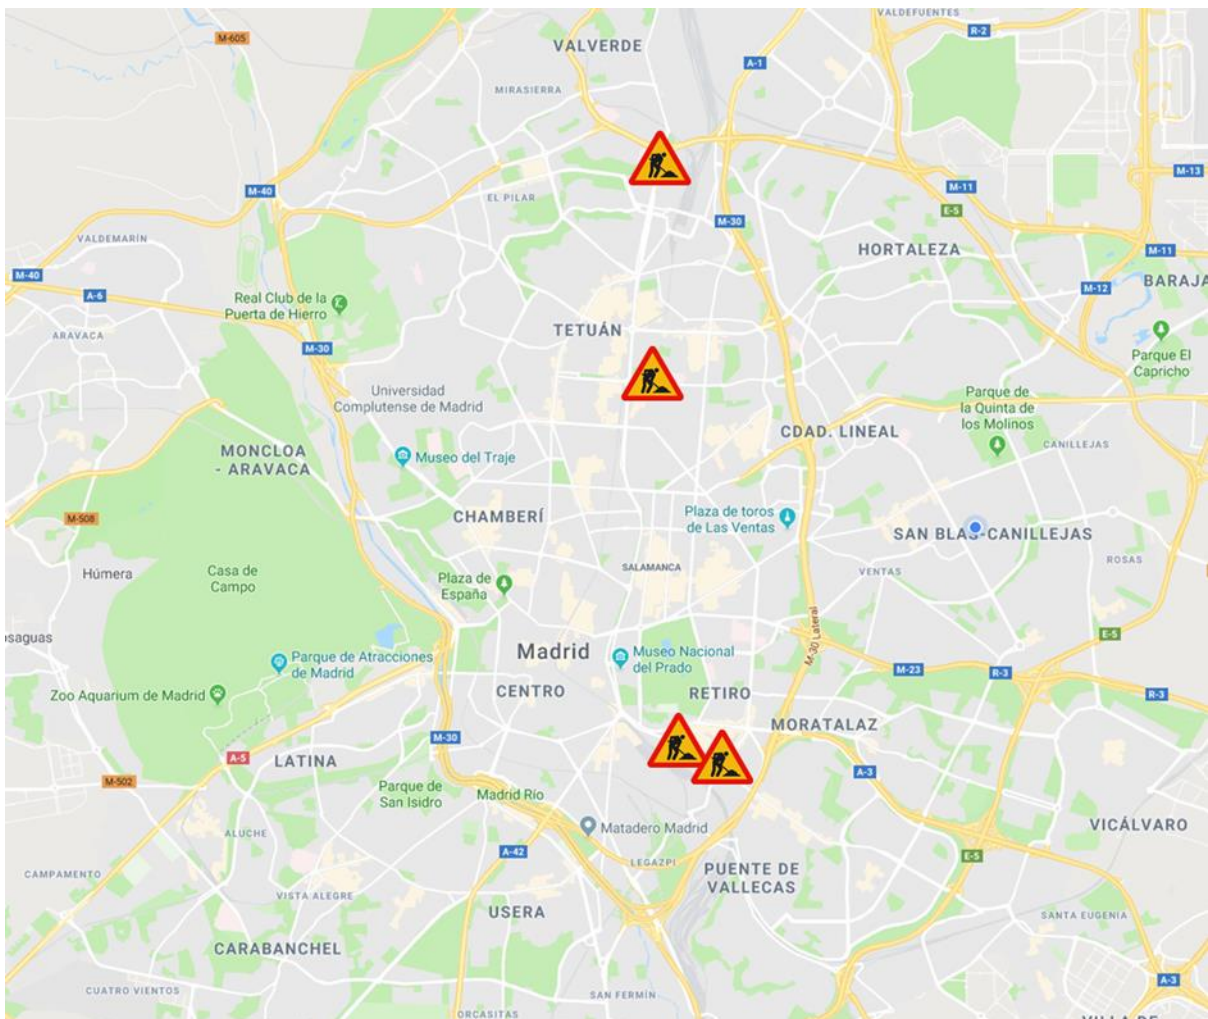 VALDEFUENTES
M-605
R-2
VALVERDE
A-1
MIRASIERRA
M-13
M-40
M-11
EL PILAR
E-5
M-30
VALDEMARÍN
HORTALEZA
M-11
M-40
BARAJA
A-6
M-12
Real Club de la
Puerta de Hierro
TETUÁN
ARAVACA
M-30
Parque El
Capricho
Universidad
Complutense de Madrid
Parque de
la Quinta de
los Molinos
CDAD. LINEAL
CANILLEJAS
MONCLOA
- ARAVACA
Museo del Traje
M-508
CHAMBERÍ
Plaza de toros
de Las Ventas
SAN BLAS-CANILLEJAS
ROSAS
Húmera
Casa de
Campo
SALAMANCA
VENTAS
Plaza de
España
osaguas
M-30 Lateral
E-5
Madrid
Museo Nacional
del Prado
Parque de Atracciones
de Madrid
M-23
R-3
R-3
Zoo Aquarium de Madrid
CENTRO
RETIRO
MORATALAZ
M-30
A-5
LATINA
A-3
M-502
Parque de
San Isidro
Madrid Río
Matadero Madrid
VICÁLVARO
ALUCHE
A-42
LEGAZPI
E-5
PUENTE DE
VALLECAS
CAMPAMENTO
VISTA ALEGRE
USERA
SANTA EUGENIA
CARABANCHEL
A-3
CUATRO VIENTOS
SAN FERMÍN
ORCASITAS
VILLA DE